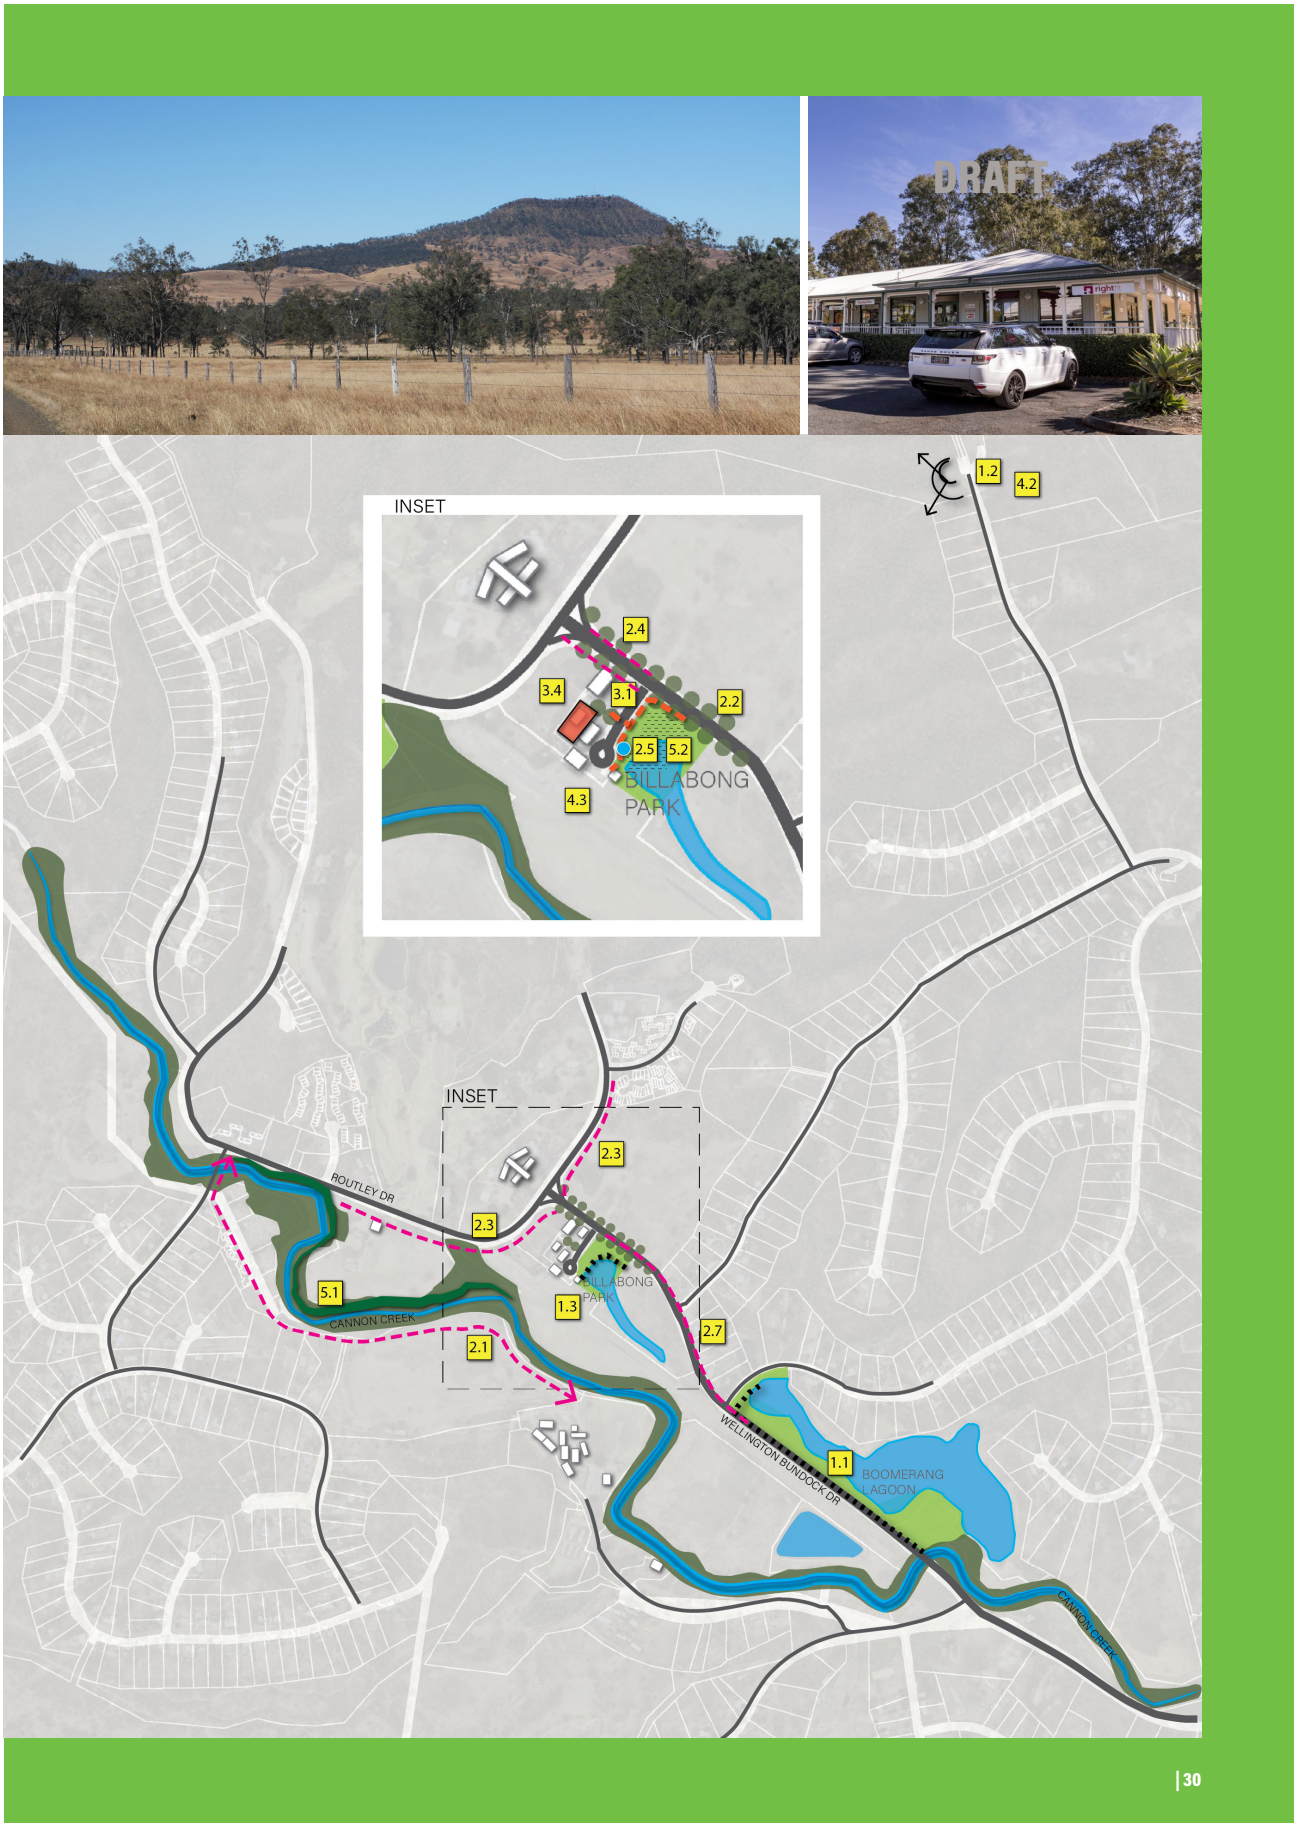 DRAFT
right
1.2
4.2
INSET
2.4
3.4
3.1
2.2
2.5
5.2
BILLABONG
PARK
4.3
INSET
2.3
ROUTLEY DR
2.3
5.1
BILLABONG
PARK
1.3
CANNON CREEK
2.1
2.7
WELLINGTON BUNDOCK DR
1.1
BOOMERANG
LAGOON
CANNON CREEK
30